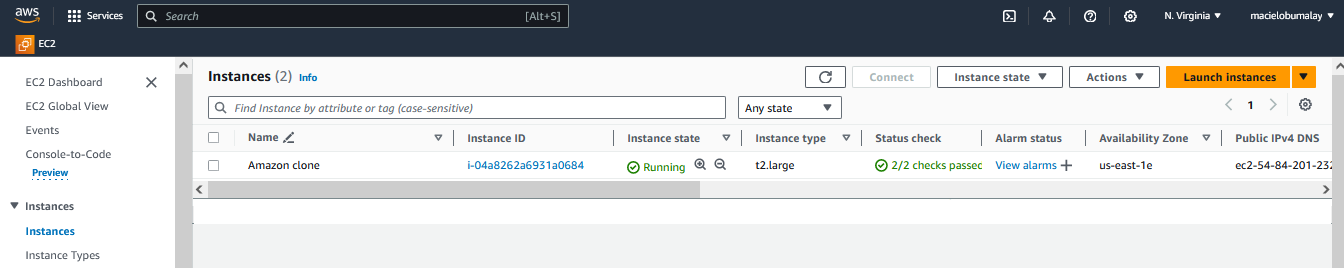 aws Services Search [Alt+S] N. Virginia macielobumalay
EC2
EC2 Dashboard
EC2 Global View
Events
Console-to-Code
Preview
Instances
Instances
Instance Types
Instances (2) Info Connect Instance state Actions Launch instances
Find Instance by attribute or tag (case-sensitive) Any state 1
Name Instance ID Instance state Instance type Status check Alarm status Availability Zone Public IPv4 DNS
Amazon clone i-04a8262a6931a0684 Running t2.large 2/2 checks passed View alarms us-east-1e ec2-54-84-201-232